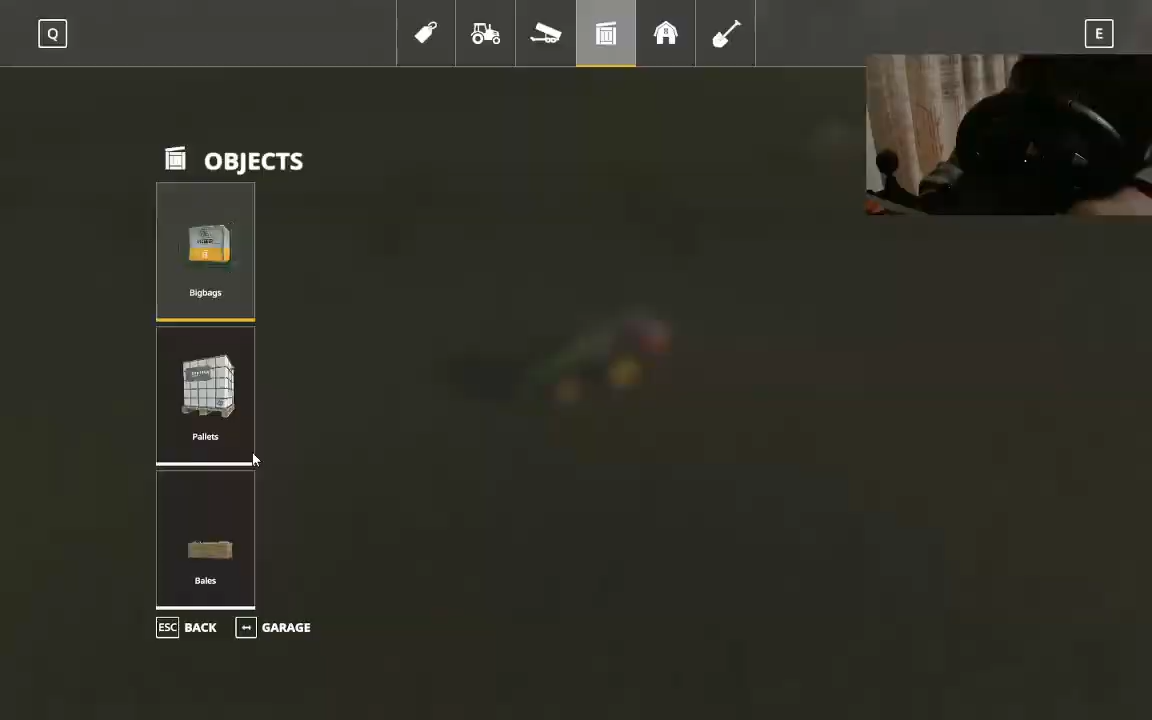 Q
E
OBJECTS
Bigbags
Pallets
Bales
ESC BACK GARAGE